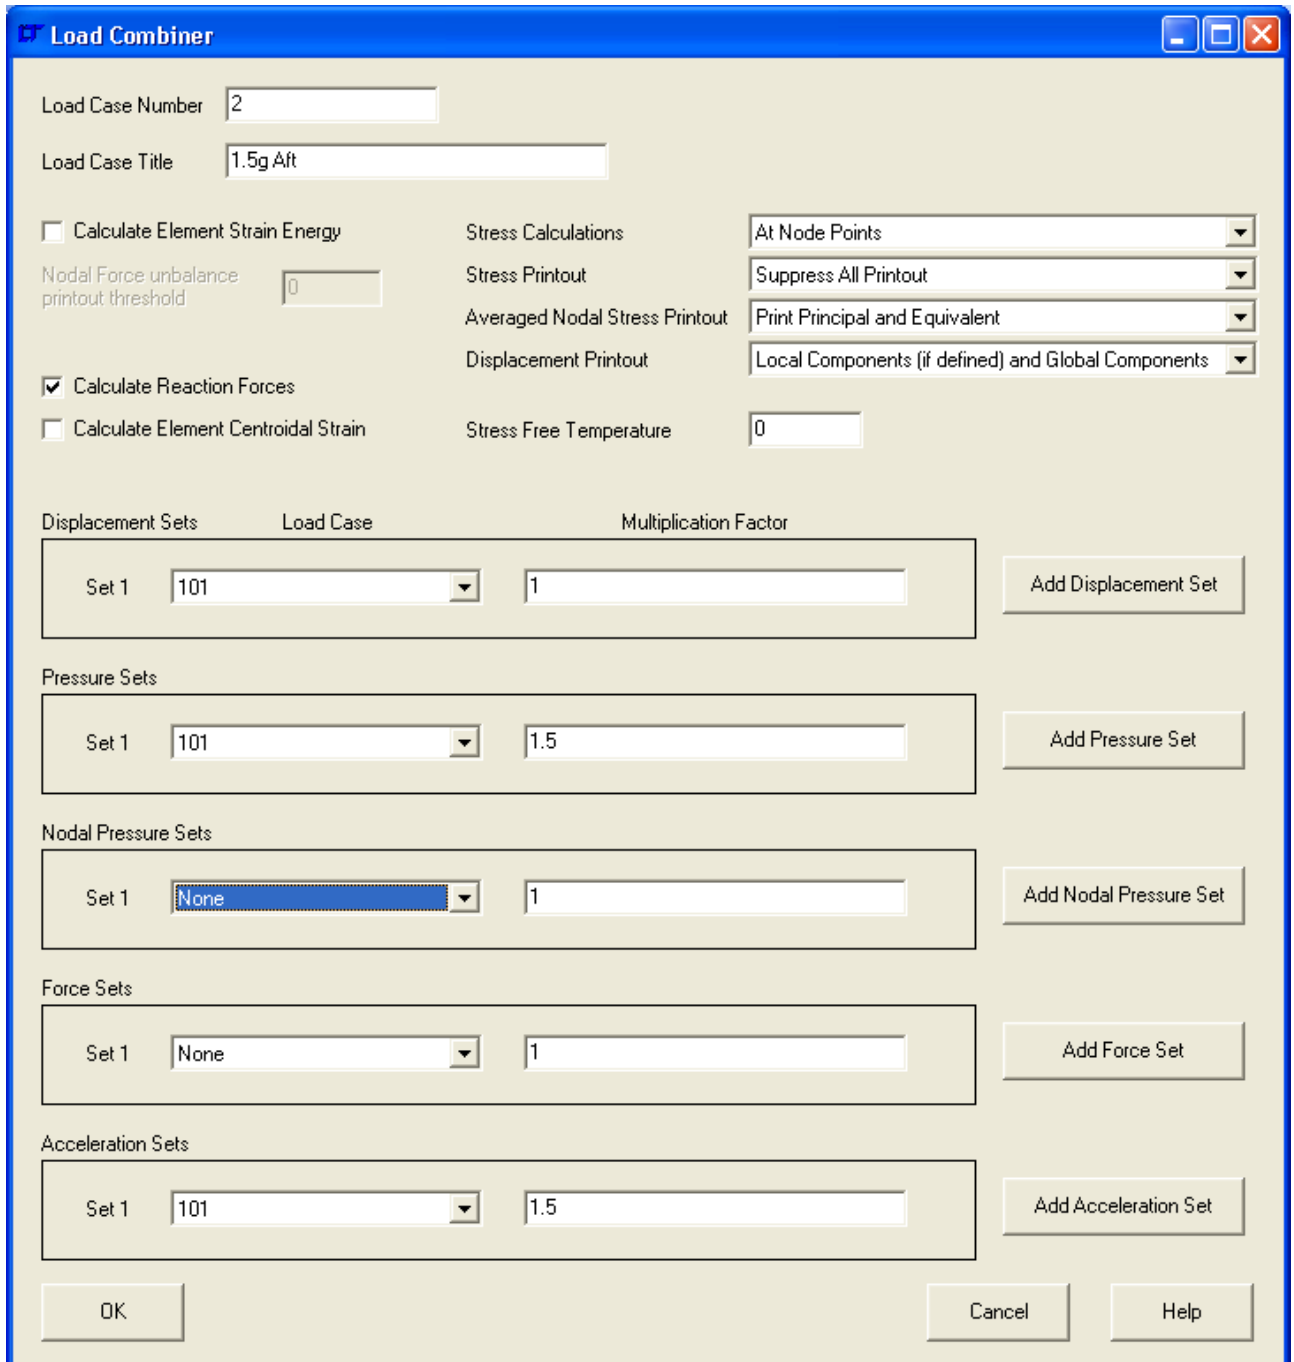 Load Combiner
Load Case Number 2
Load Case Title 1.5g Aft
Calculate Element Strain Energy Stress Calculations At Node Points
Nodal Force unbalance
printout threshold 0
Stress Printout Suppress All Printout
Averaged Nodal Stress Printout Print Principal and Equivalent
Displacement Printout Local Components (if defined) and Global Components
Calculate Reaction Forces
Calculate Element Centroidal Strain Stress Free Temperature 0
Displacement Sets Load Case Multiplication Factor
Set 1 101 1 Add Displacement Set
Pressure Sets
Set 1 101 1.5 Add Pressure Set
Nodal Pressure Sets
Set 1 None 1 Add Nodal Pressure Set
Force Sets
Set 1 None 1 Add Force Set
Acceleration Sets
Set 1 101 1.5 Add Acceleration Set
OK Cancel Help